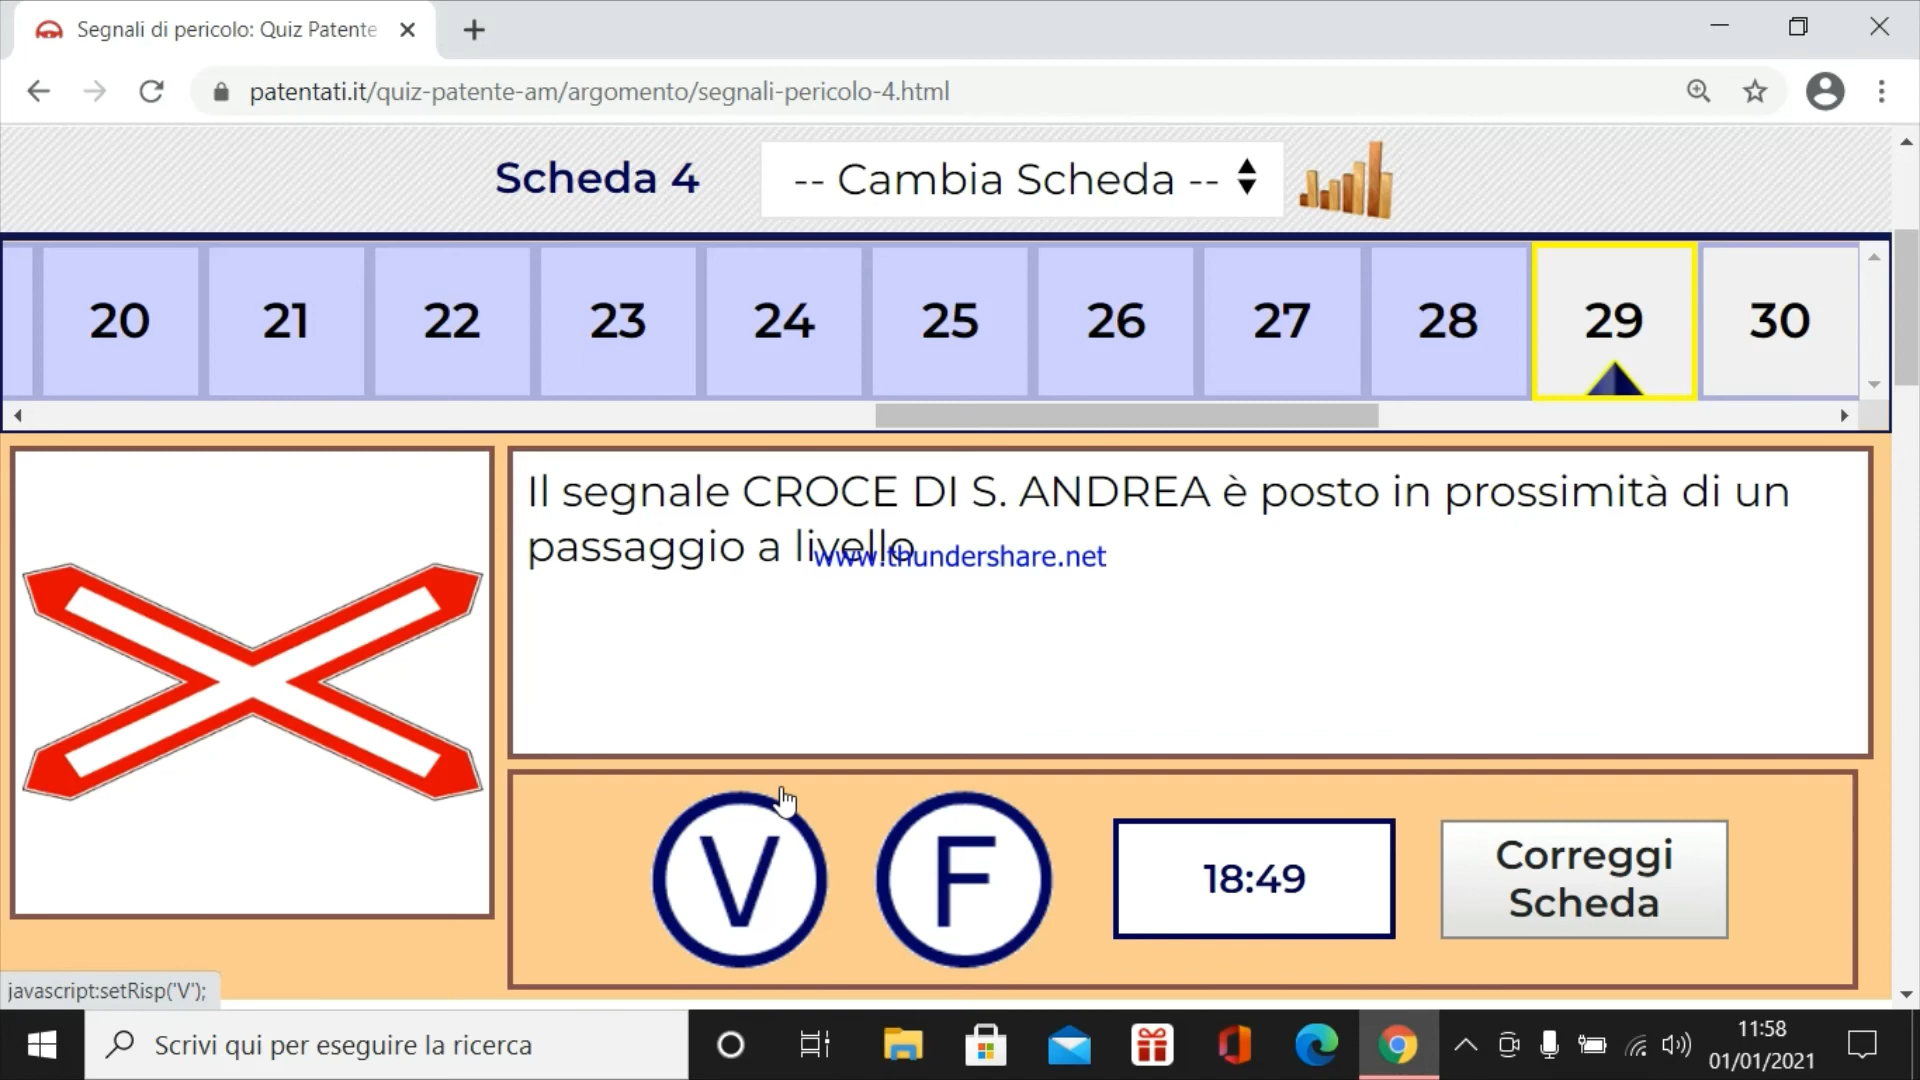 Segnali di pericolo: Quiz Patente
patentati.it/quiz-patente-am/argomento/segnali-pericolo-4.html
Scheda 4
-- Cambia Scheda --
20 21 22 23 24 25 26 27 28 29 30
Il segnale CROCE DI S. ANDREA è posto in prossimità di un
passaggio a livello
www.thundershare.net
V F 18:49 Correggi
Scheda
javascript:setRisp('V');
Scrivi qui per eseguire la ricerca
11:58
01/01/2021